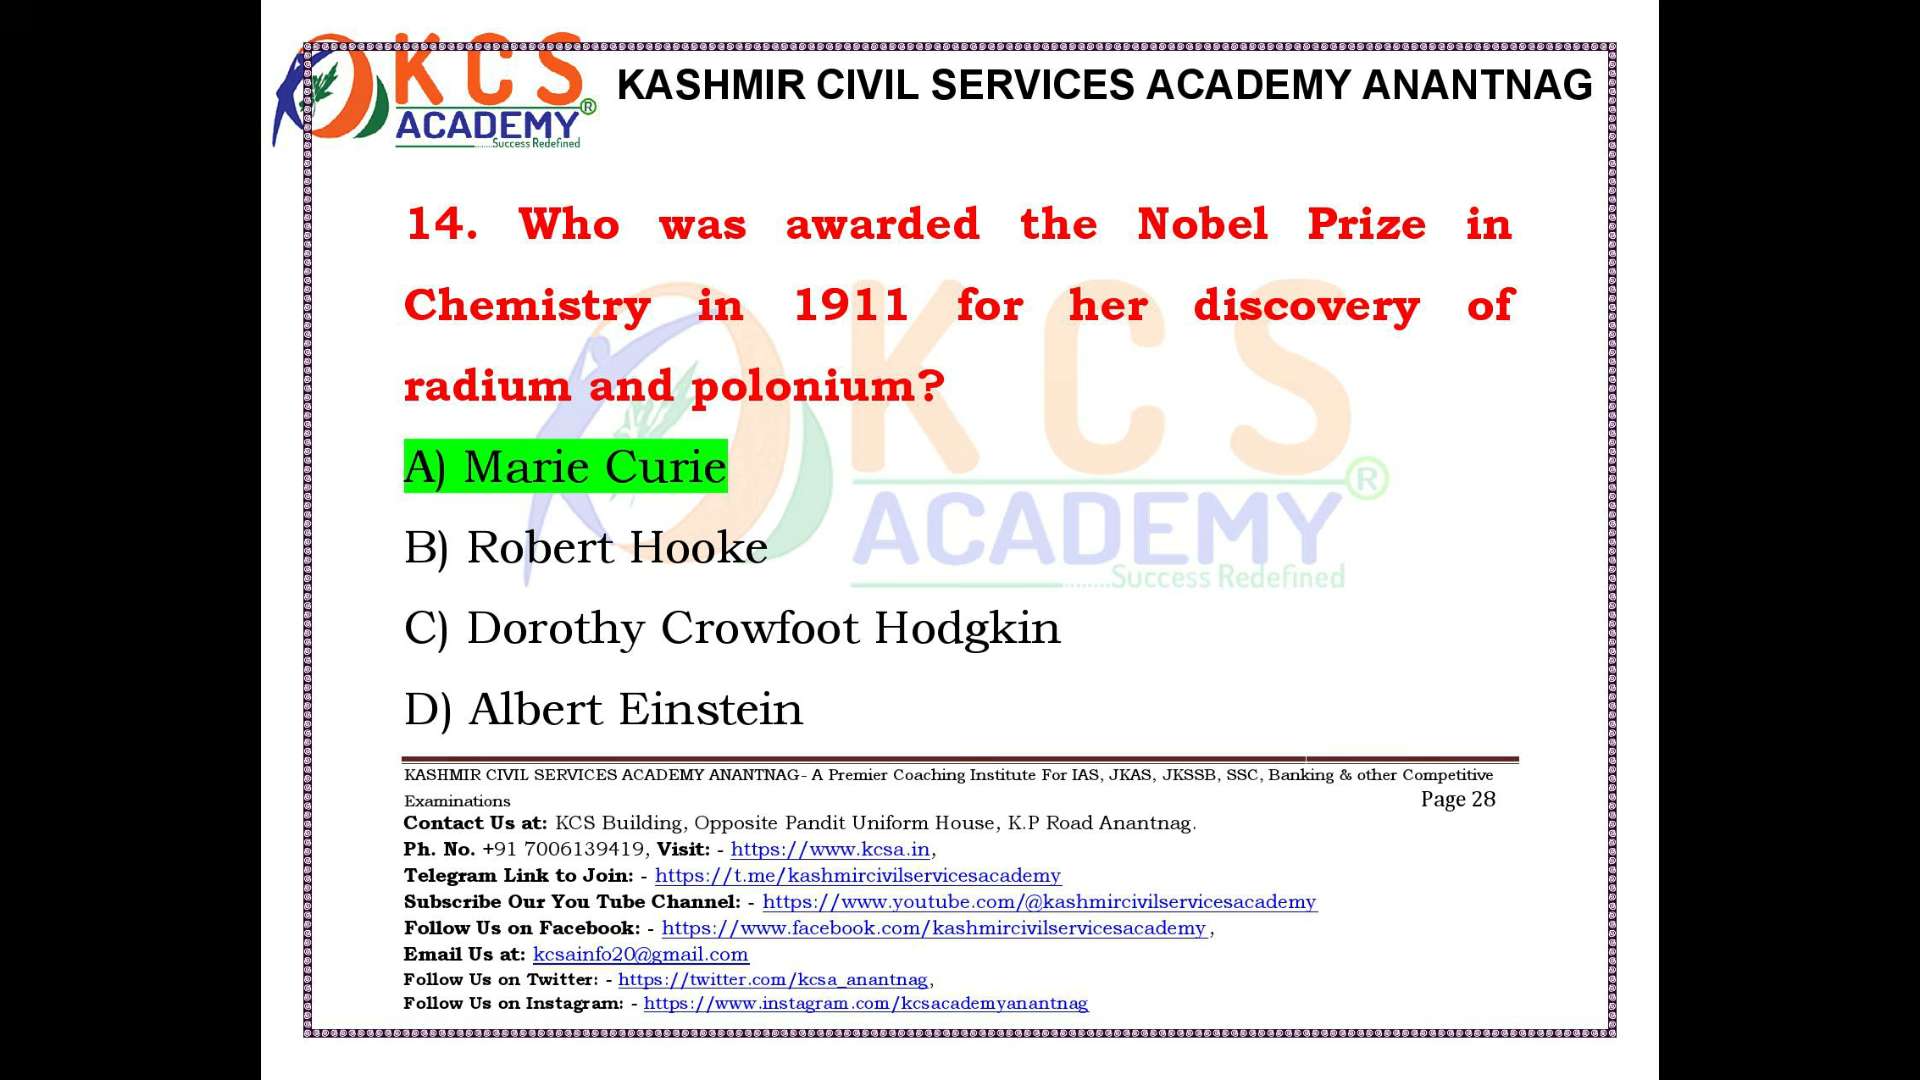 KCS
ACADEMY®
........Success Redefined
KASHMIR CIVIL SERVICES ACADEMY ANANTNAG
14. Who was awarded the Nobel Prize in
Chemistry in 1911 for her discovery of
radium and polonium?
A) Marie Curie
B) Robert Hooke
C) Dorothy Crowfoot Hodgkin
D) Albert Einstein
KCS
ACADEMY®
........Success Redefined
KASHMIR CIVIL SERVICES ACADEMY ANANTNAG- A Premier Coaching Institute For IAS, JKAS, JKSSB, SSC, Banking & other Competitive
Examinations Page 28
Contact Us at: KCS Building, Opposite Pandit Uniform House, K.P Road Anantnag.
Ph. No. +91 7006139419, Visit: - https://www.kcsa.in,
Telegram Link to Join: - https://t.me/kashmircivilservicesacademy
Subscribe Our You Tube Channel: - https://www.youtube.com/@kashmircivilservicesacademy
Follow Us on Facebook: - https://www.facebook.com/kashmircivilservicesacademy,
Email Us at: kcsainfo20@gmail.com
Follow Us on Twitter: - https://twitter.com/kcsa_anantnag,
Follow Us on Instagram: - https://www.instagram.com/kcsacademyanantnag